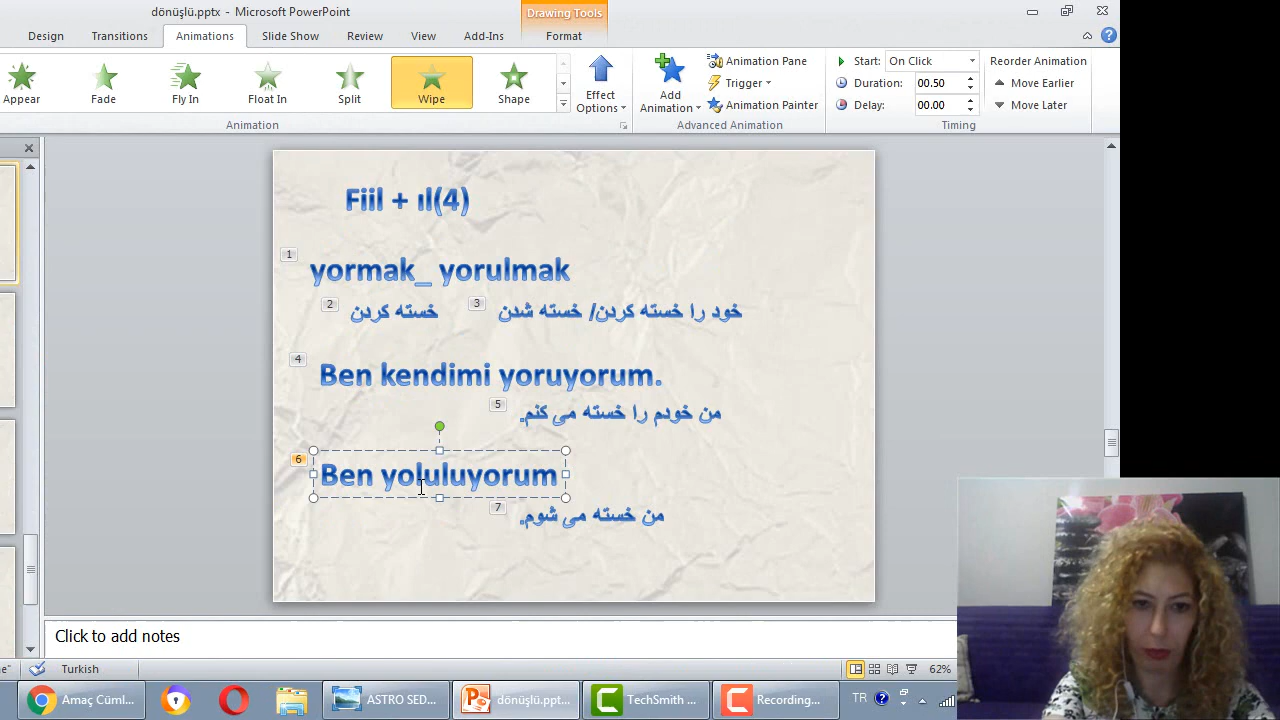 dönüşlü.pptx - Microsoft PowerPoint
Drawing Tools
Design Transitions Animations Slide Show Review View Add-Ins Format
Appear Fade Fly In Float In Split Wipe Shape
Effect Options
Add Animation
Animation Pane
Trigger
Animation Painter
Start: On Click
Duration: 00.50
Delay: 00.00
Reorder Animation
Move Earlier
Move Later
Animation Advanced Animation Timing
Fiil + ıl(4)
1
yormak_ yorulmak
2 خسته کردن 3 خود را خسته کردن/ خسته شدن
4
Ben kendimi yoruyorum.
5 من خودم را خسته می کنم.
6
Ben yoluluyorum
7 من خسته می شوم.
Click to add notes
Turkish 62%
Amaç Cüml... ASTRO SED... dönüşlü.ppt... TechSmith Recording... TR